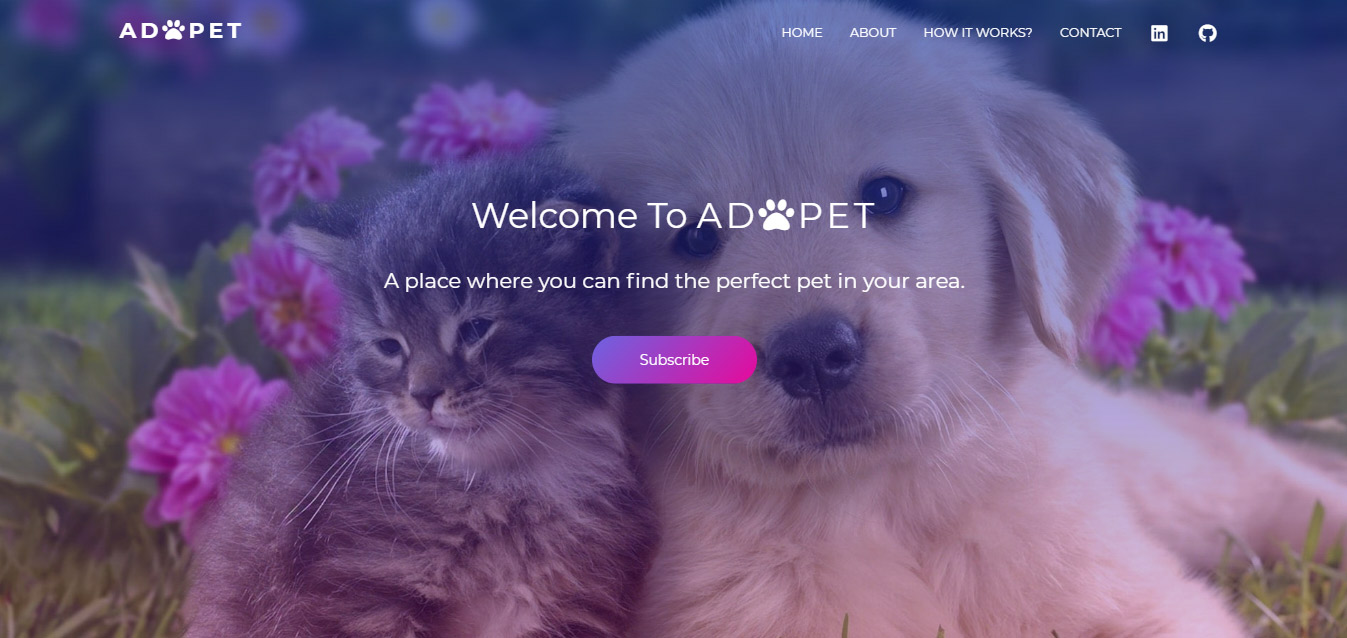 AD PET
HOME ABOUT HOW IT WORKS? CONTACT
Welcome To AD PET
A place where you can find the perfect pet in your area.
Subscribe